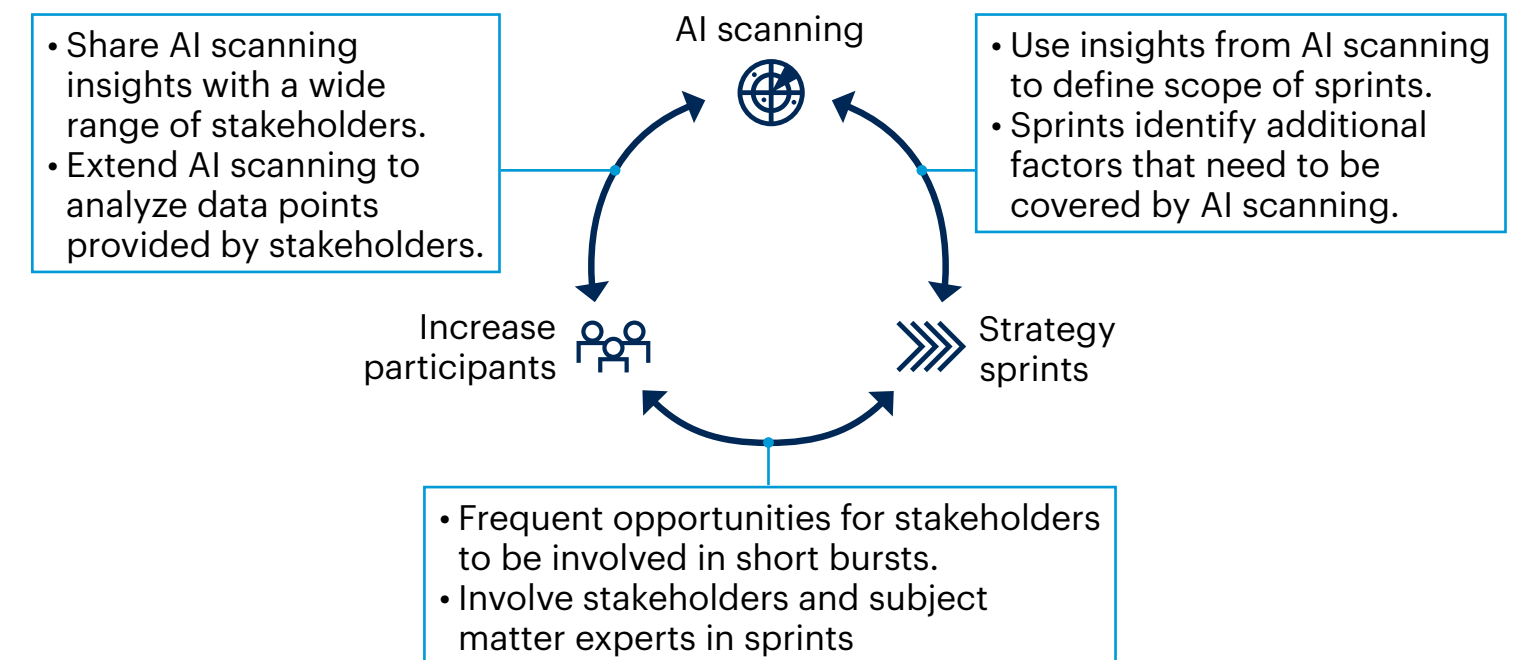 • Share AI scanning
insights with a wide
range of stakeholders.
• Extend AI scanning to
analyze data points
provided by stakeholders.
AI scanning
• Use insights from AI scanning
to define scope of sprints.
• Sprints identify additional
factors that need to be
covered by AI scanning.
Increase
participants
Strategy
sprints
• Frequent opportunities for stakeholders
to be involved in short bursts.
• Involve stakeholders and subject
matter experts in sprints